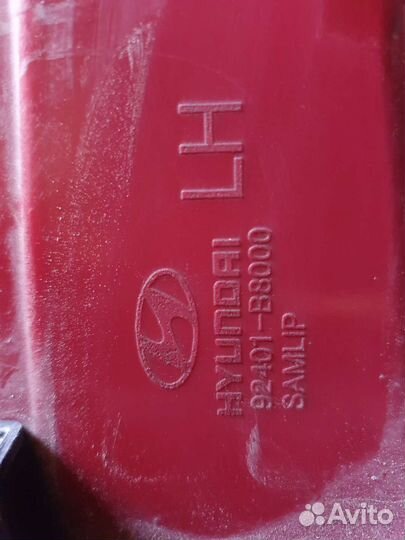 LH
HYUNDAI
92401-B8000
SAMLIP
Avito